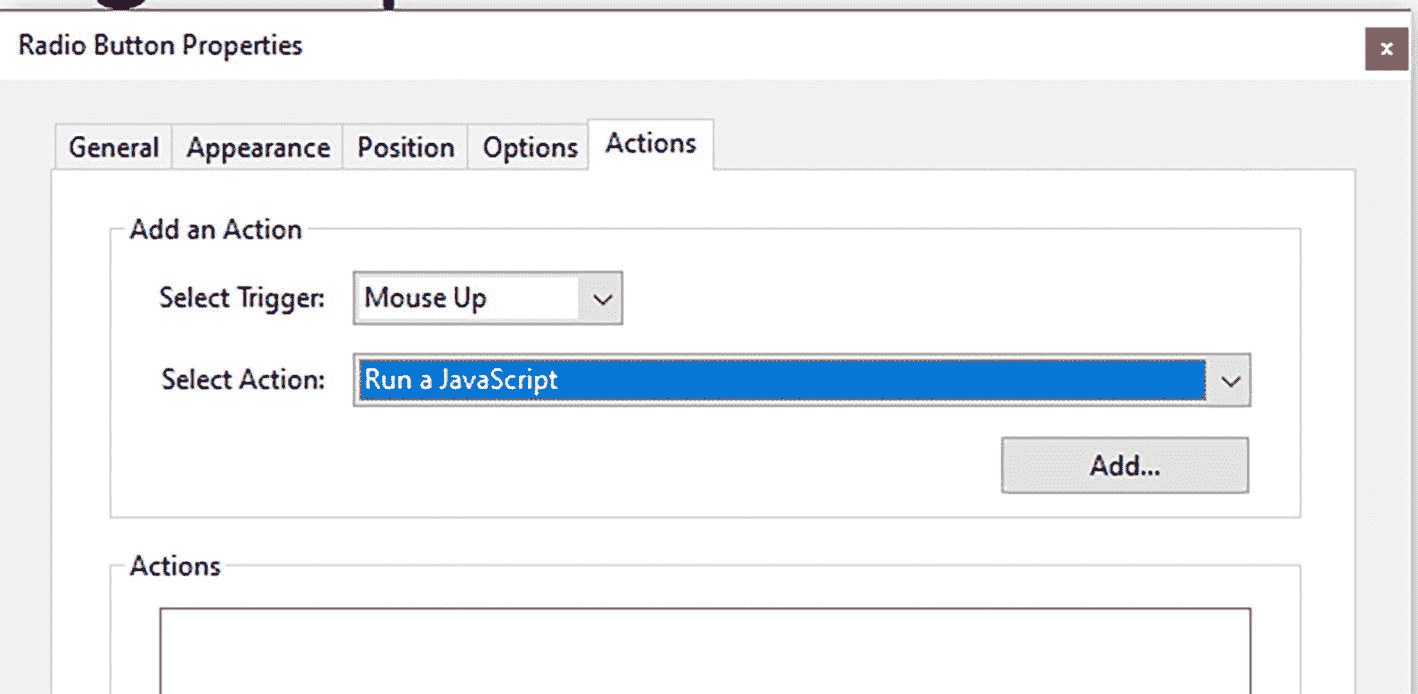 Radio Button Properties
x
General Appearance Position Options Actions
Add an Action
Select Trigger: Mouse Up
Select Action: Run a JavaScript
Add...
Actions